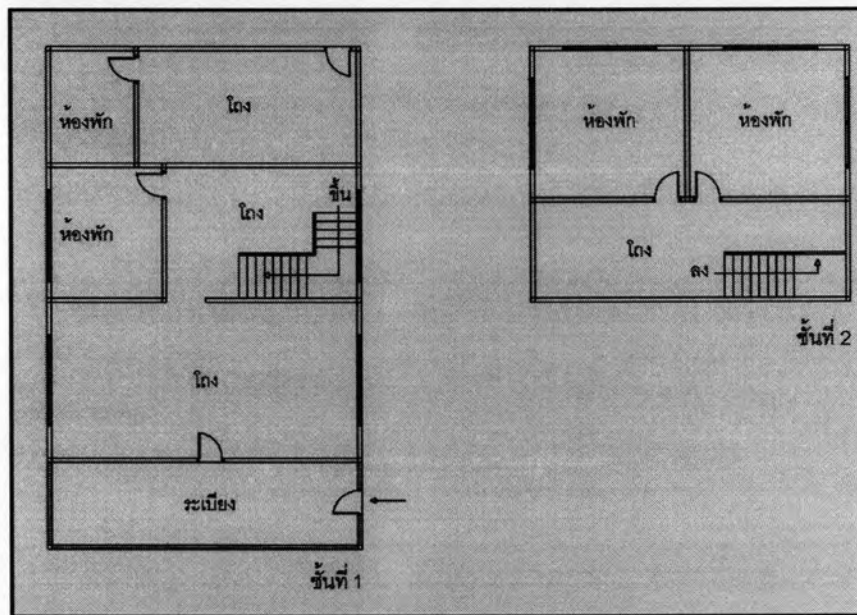 ห้องพัก
โถง
ขึ้น
โถง
ห้องพัก
โถง
ระเบียง
ชั้นที่ 1
ห้องพัก
ห้องพัก
โถง
ลง
ชั้นที่ 2